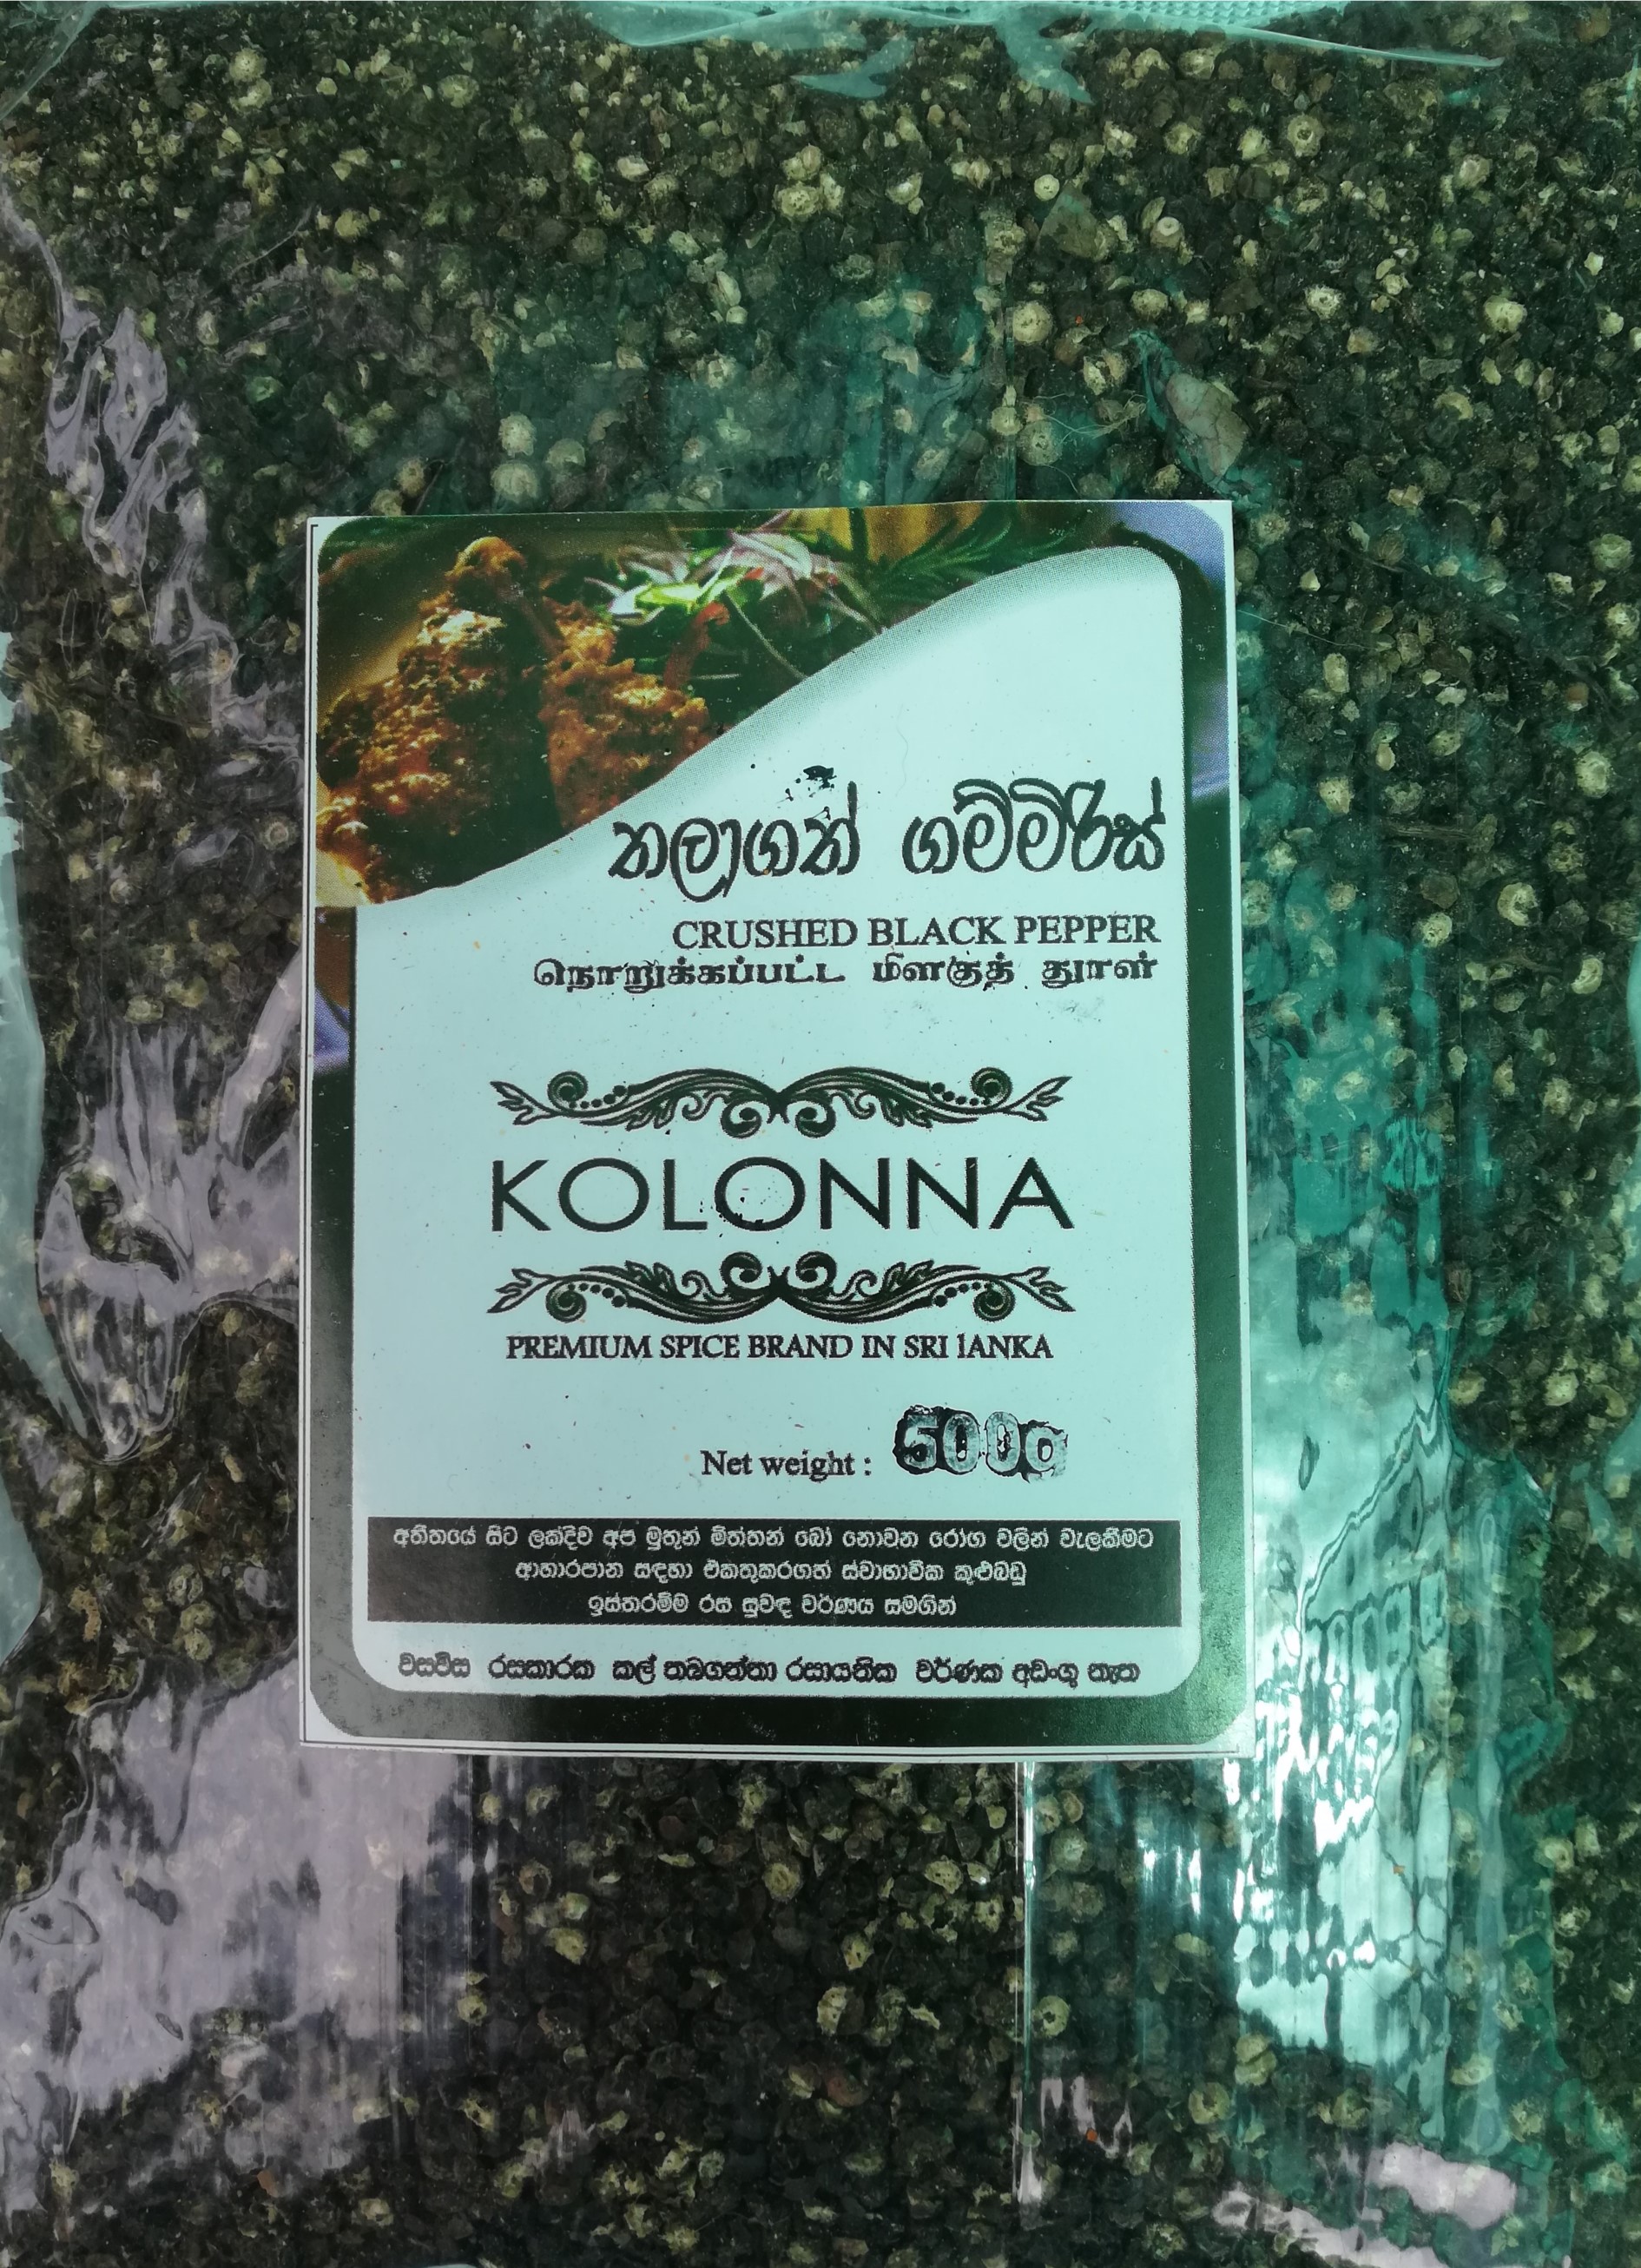 තලාගත් ගම්මිරිස්
CRUSHED BLACK PEPPER
நொறுக்கப்பட்ட மிளகுத் தூள்
KOLONNA
PREMIUM SPICE BRAND IN SRI lANKA
Net weight : 500g
අතීතයේ සිට ලක්දිව අප මුතුන් මිත්තන් බෝ නොවන රෝග වලින් වැලකීමට
ආහාරපාන සඳහා එකතුකරගත් ස්වාභාවික කුළුබඩු
ඉස්තරම්ම රස සුවඳ වර්ණය සමගින්
වසවිස රසකාරක කල් තබගන්නා රසායනික වර්ණක අඩංගු නැත